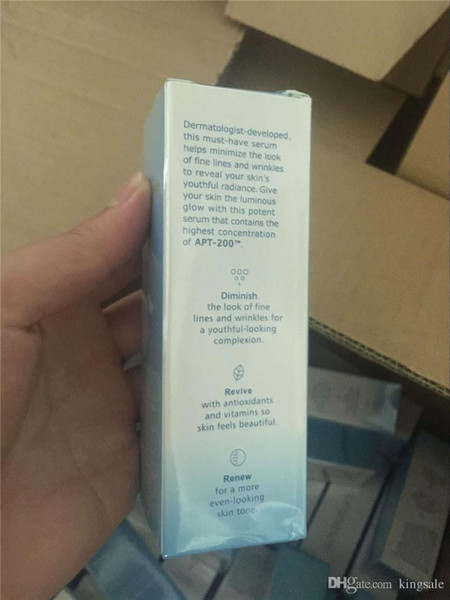 Dermatologist-developed,
this must-have serum
helps minimize the look
of fine lines and wrinkles
to reveal your skin's
youthful radiance. Give
your skin the luminous
glow with this potent
serum that contains the
highest concentration
of APT-200™.
Diminish
the look of fine
lines and wrinkles for
a youthful-looking
complexion.
Revive
with antioxidants
and vitamins so
skin feels beautiful.
Renew
for a more
even-looking
skin tone.
DHgate.com kingsale